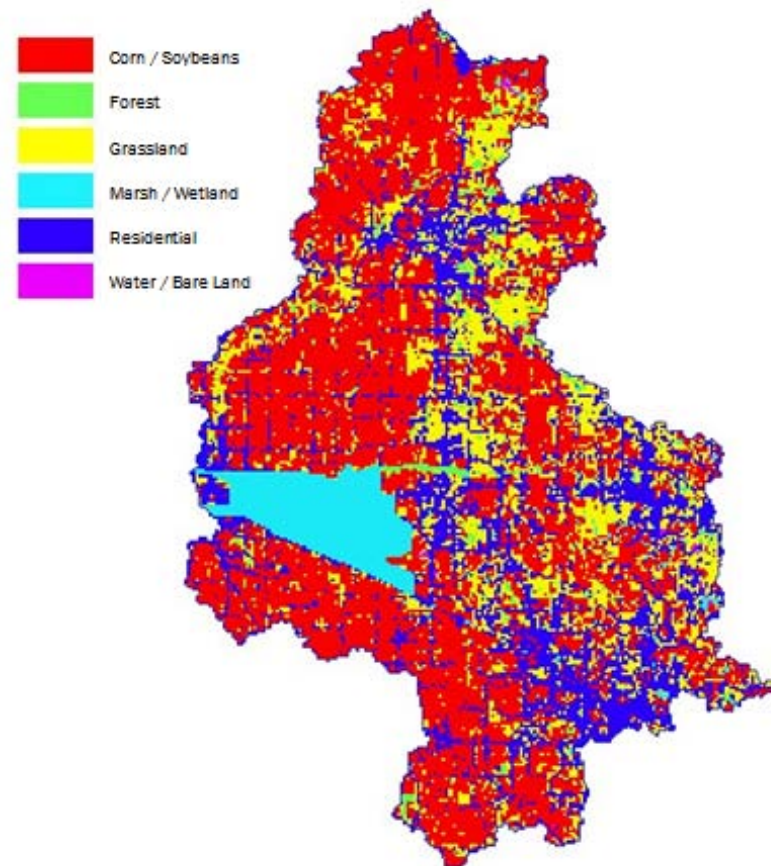 Corn / Soybeans
Forest
Grassland
Marsh / Wetland
Residential
Water / Bare Land